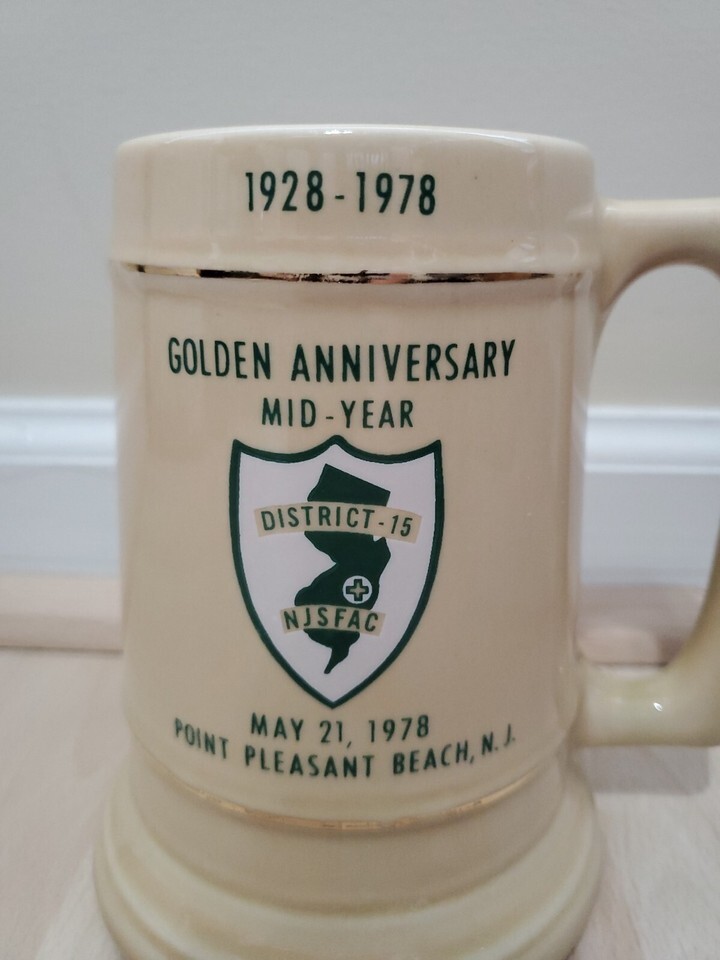 1928-1978
GOLDEN ANNIVERSARY
MID-YEAR
DISTRICT-15
NJSFAC
MAY 21, 1978
POINT PLEASANT BEACH, N.J.